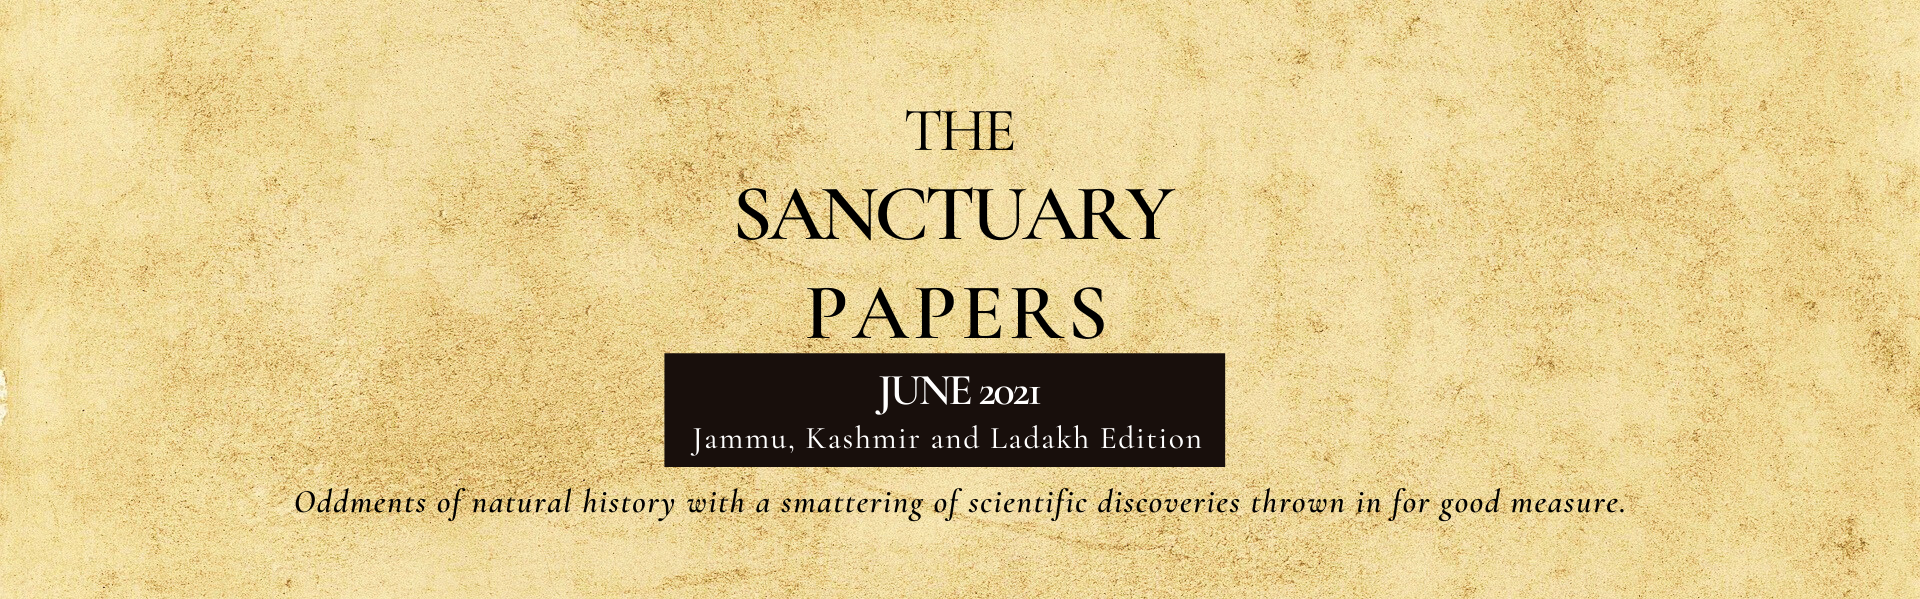 THE
SANCTUARY
PAPERS
JUNE 2021
Jammu, Kashmir and Ladakh Edition
Oddments of natural history with a smattering of scientific discoveries thrown in for good measure.